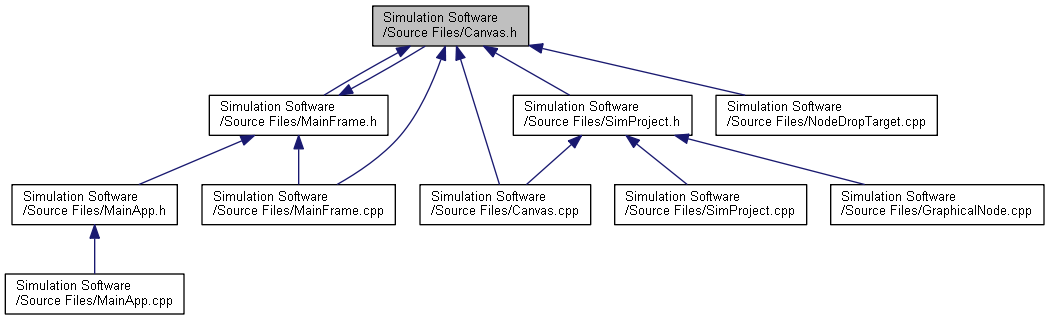 Simulation Software
/Source Files/Canvas.h
Simulation Software
/Source Files/MainFrame.h
Simulation Software
/Source Files/SimProject.h
Simulation Software
/Source Files/NodeDropTarget.cpp
Simulation Software
/Source Files/MainApp.h
Simulation Software
/Source Files/MainFrame.cpp
Simulation Software
/Source Files/Canvas.cpp
Simulation Software
/Source Files/SimProject.cpp
Simulation Software
/Source Files/GraphicalNode.cpp
Simulation Software
/Source Files/MainApp.cpp